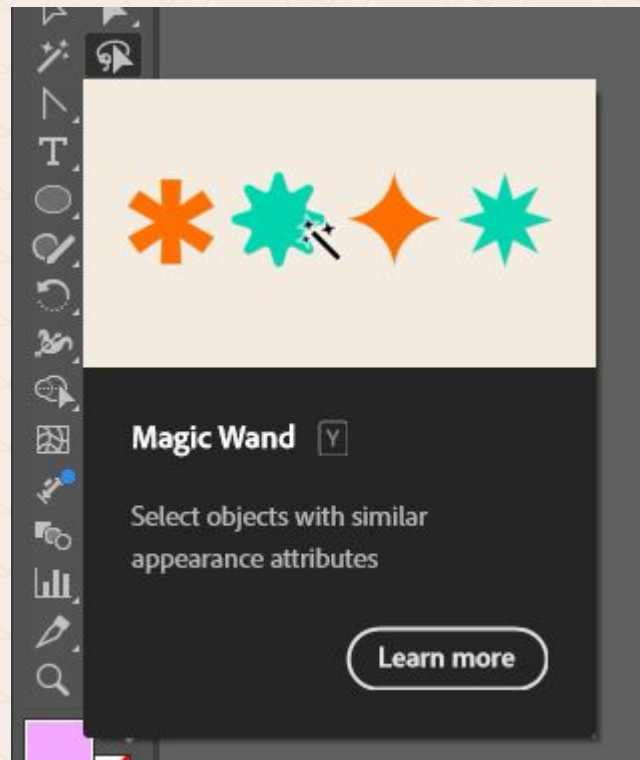 Magic Wand Y
Select objects with similar
appearance attributes
Learn more